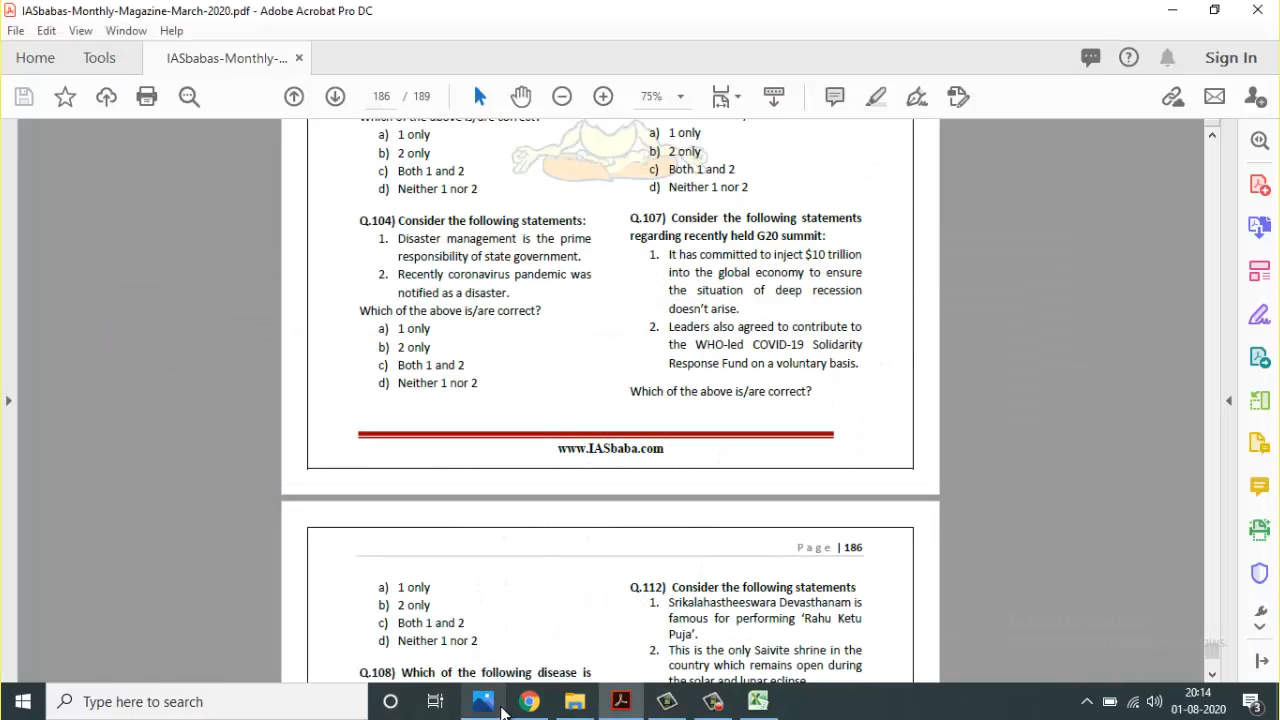 IASbabas-Monthly-Magazine-March-2020.pdf - Adobe Acrobat Pro DC
File Edit View Window Help
Home Tools IASbabas-Monthly-... × Sign In
186 / 189 75%
a) 1 only
b) 2 only
c) Both 1 and 2
d) Neither 1 nor 2
Q.104) Consider the following statements:
1. Disaster management is the prime
responsibility of state government.
2. Recently coronavirus pandemic was
notified as a disaster.
Which of the above is/are correct?
a) 1 only
b) 2 only
c) Both 1 and 2
d) Neither 1 nor 2
a) 1 only
b) 2 only
c) Both 1 and 2
d) Neither 1 nor 2
Q.107) Consider the following statements
regarding recently held G20 summit:
1. It has committed to inject $10 trillion
into the global economy to ensure
the situation of deep recession
doesn't arise.
2. Leaders also agreed to contribute to
the WHO-led COVID-19 Solidarity
Response Fund on a voluntary basis.
Which of the above is/are correct?
www.IASbaba.com
Page | 186
a) 1 only
b) 2 only
c) Both 1 and 2
d) Neither 1 nor 2
Q.108) Which of the following disease is
Q.112) Consider the following statements
1. Srikalahastheeswara Devasthanam is
famous for performing 'Rahu Ketu
Puja'.
2. This is the only Saivite shrine in the
country which remains open during
the solar and lunar eclipse
Type here to search
20:14
01-08-2020
3